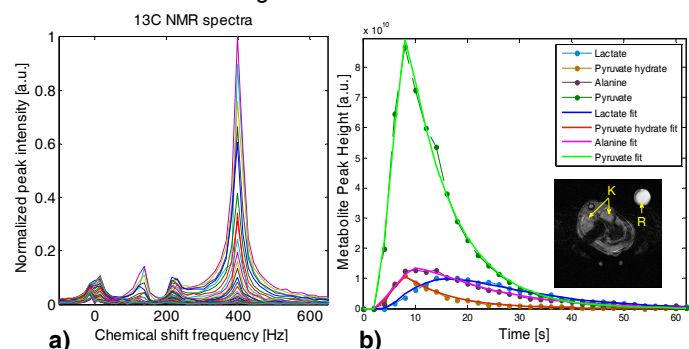 13C NMR spectra
1
0.8
0.6
0.4
0.2
0
Normalized peak intensity [a.u.]
0
200
400
600
Chemical shift frequency [Hz]
a)
x 10^10
8
7
6
5
4
3
2
1
0
Metabolite Peak Height [a.u.]
0
10
20
30
40
50
60
Time [s]
b)
Lactate
Pyruvate hydrate
Alanine
Pyruvate
Lactate fit
Pyruvate hydrate fit
Alanine fit
Pyruvate fit
K
R